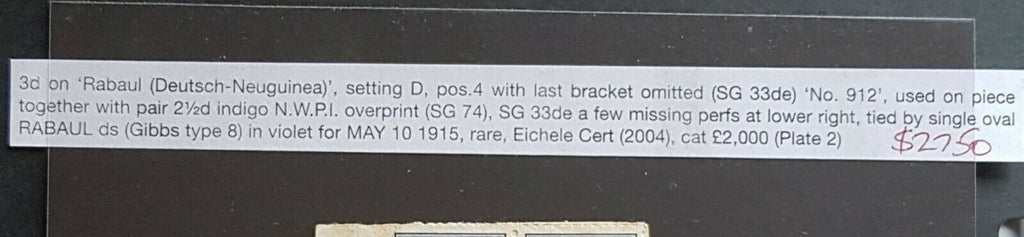 3d on 'Rabaul (Deutsch-Neuguinea)', setting D, pos.4 with last bracket omitted (SG 33de) 'No. 912', used on piece
together with pair 2½d indigo N.W.P.I. overprint (SG 74), SG 33de a few missing perfs at lower right, tied by single oval
RABAUL ds (Gibbs type 8) in violet for MAY 10 1915, rare, Eichele Cert (2004), cat £2,000 (Plate 2) $2750